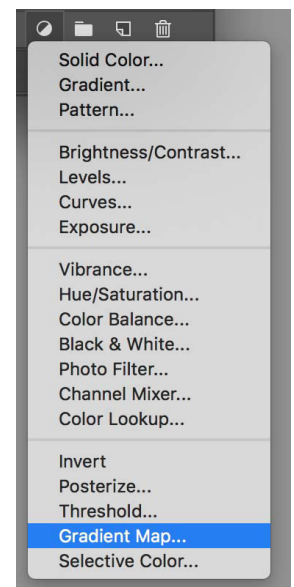 Solid Color...
Gradient...
Pattern...
Brightness/Contrast...
Levels...
Curves...
Exposure...
Vibrance...
Hue/Saturation...
Color Balance...
Black & White...
Photo Filter...
Channel Mixer...
Color Lookup...
Invert
Posterize...
Threshold...
Gradient Map...
Selective Color...